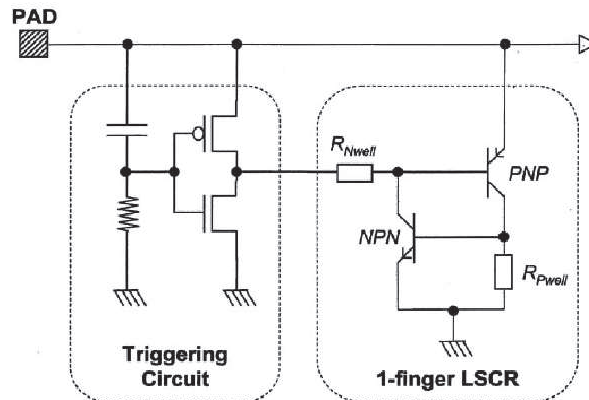 PAD
R_Nwell
PNP
NPN
R_Pwell
Triggering
Circuit
1-finger LSCR